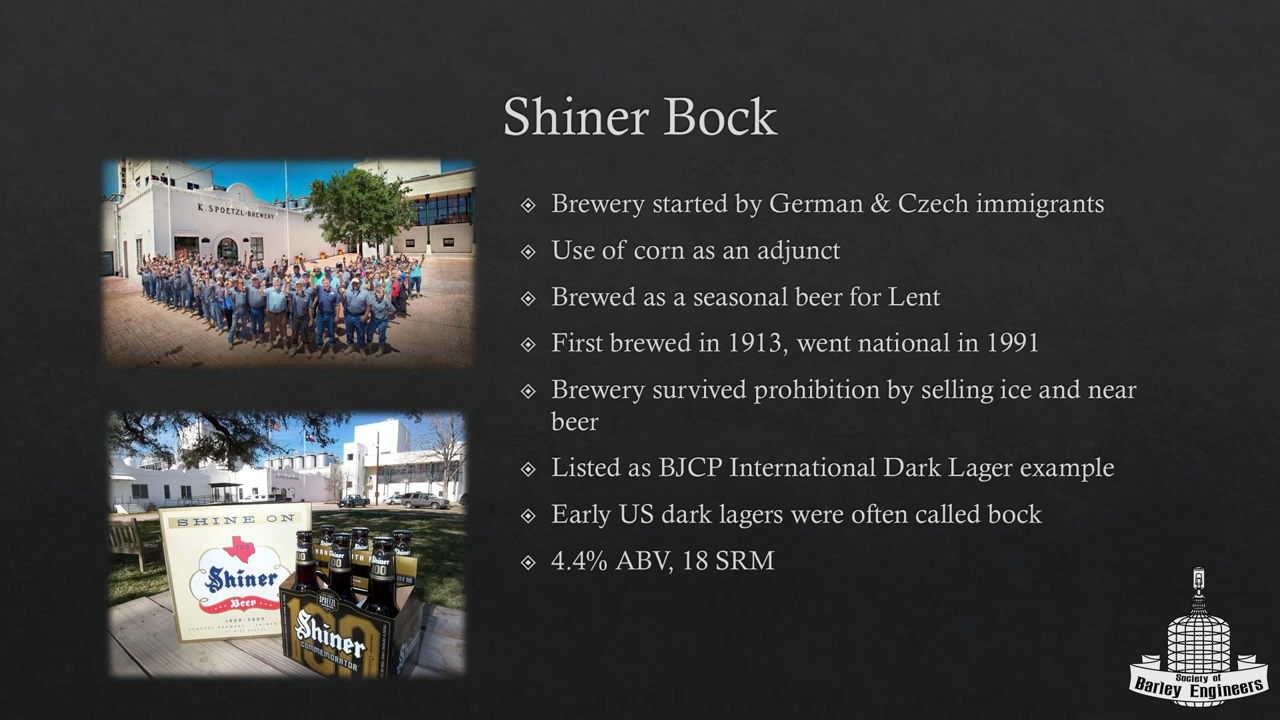 Shiner Bock
K. SPOETZL BREWERY
Brewery started by German & Czech immigrants
Use of corn as an adjunct
Brewed as a seasonal beer for Lent
First brewed in 1913, went national in 1991
Brewery survived prohibition by selling ice and near
beer
Listed as BJCP International Dark Lager example
Early US dark lagers were often called bock
4.4% ABV, 18 SRM
SHINE ON
Shiner
Beer
1909-2009
Shiner
COMMEMORATOR
Society of
Barley Engineers